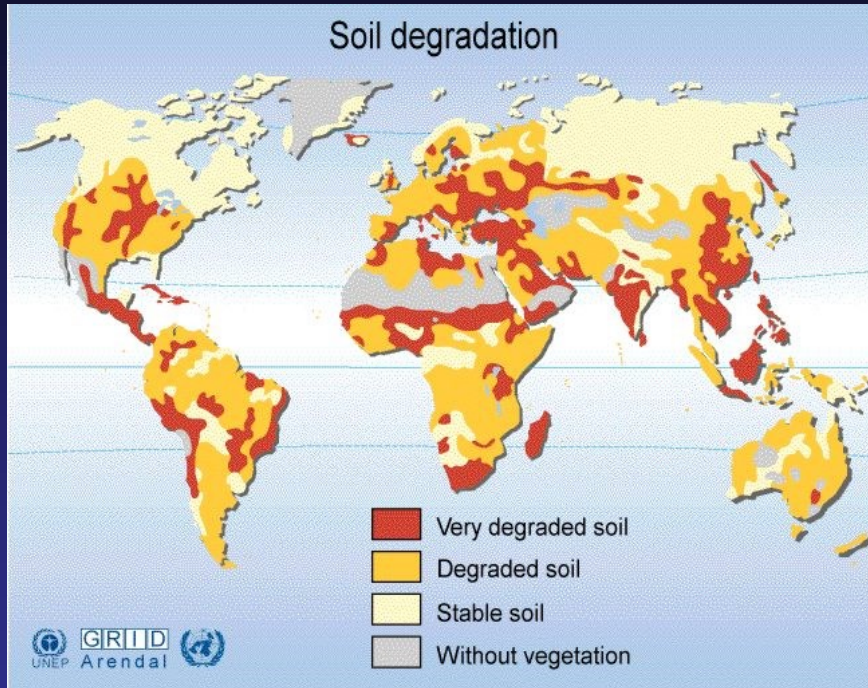 Soil degradation
Very degraded soil
Degraded soil
Stable soil
Without vegetation
UNEP
GRID
Arendal